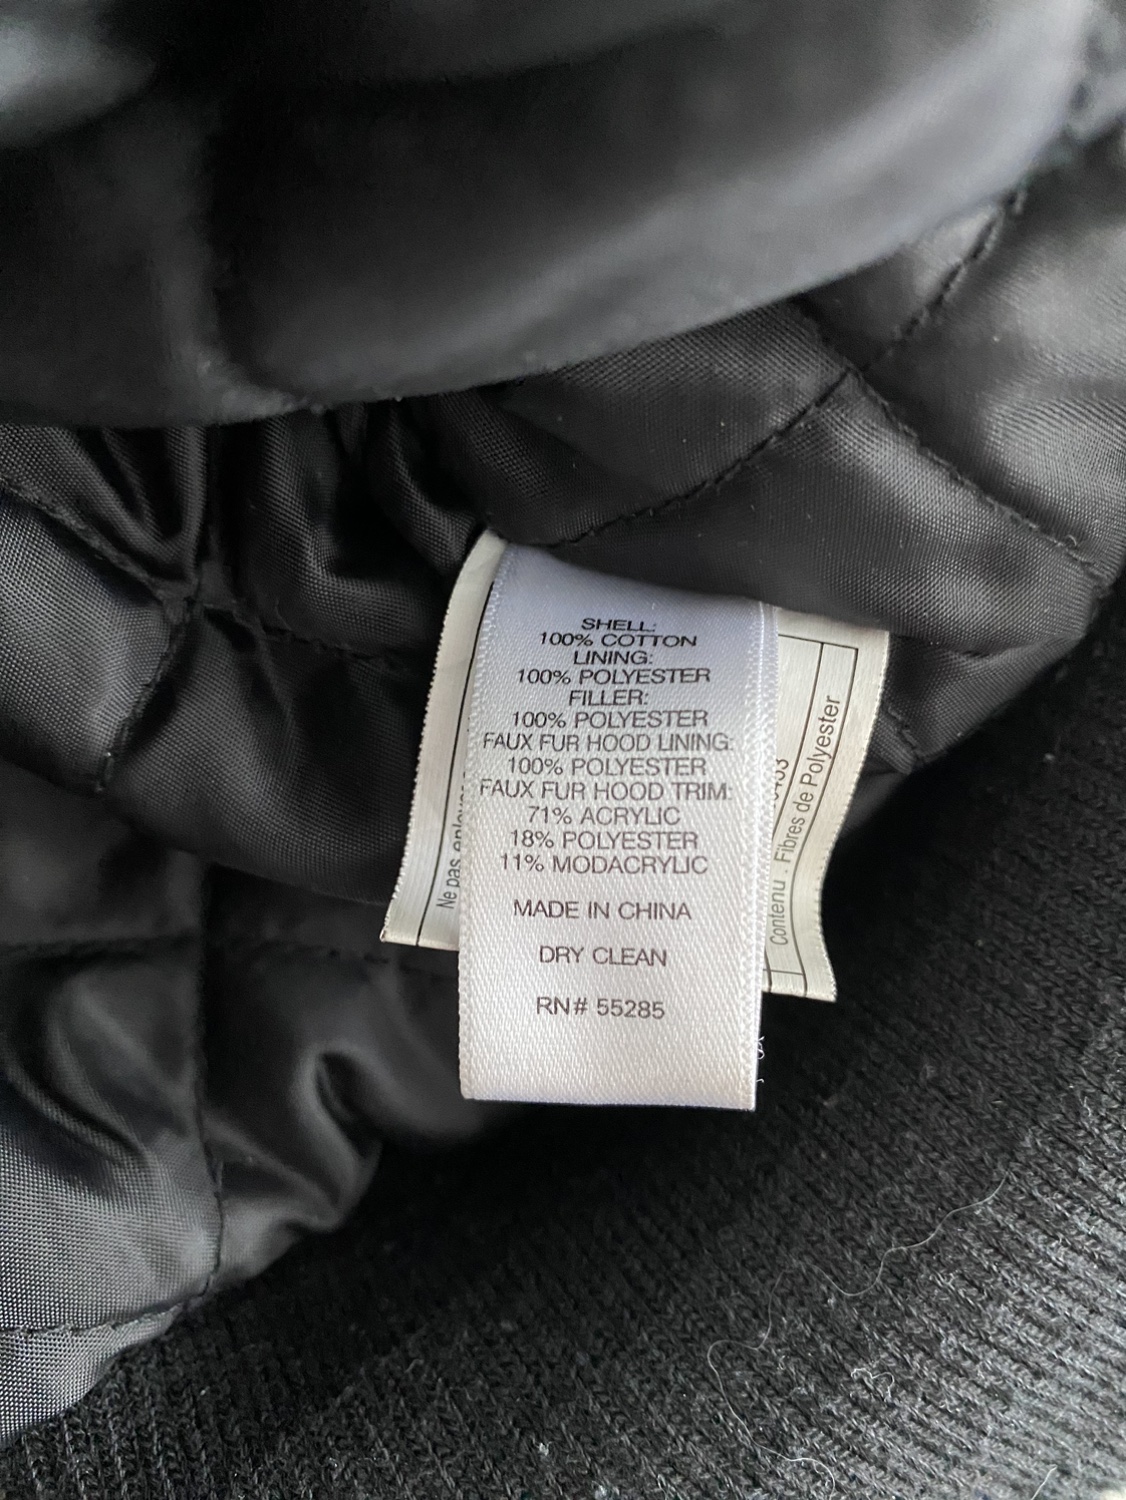 SHELL:
100% COTTON
LINING:
100% POLYESTER
FILLER:
100% POLYESTER
FAUX FUR HOOD LINING:
100% POLYESTER
FAUX FUR HOOD TRIM:
71% ACRYLIC
18% POLYESTER
11% MODACRYLIC
MADE IN CHINA
DRY CLEAN
RN# 55285
Ne pas
Contenu : Fibres de Polyester